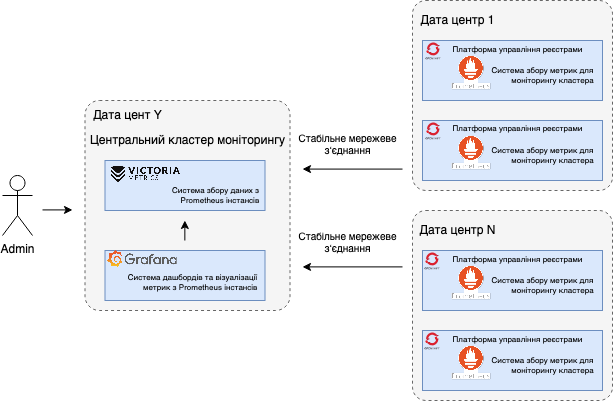 Дата центр 1
Платформа управління реєстрами
Система збору метрик для
моніторингу кластера
Платформа управління реєстрами
Система збору метрик для
моніторингу кластера
Дата цент Y
Центральний кластер моніторингу
VICTORIA
METRICS
Система збору даних з
Prometheus інстансів
Grafana
Система дашбордів та візуалізації
метрик з Prometheus інстансів
Admin
Стабільне мережеве
з'єднання
Стабільне мережеве
з'єднання
Дата центр N
Платформа управління реєстрами
Система збору метрик для
моніторингу кластера
Платформа управління реєстрами
Система збору метрик для
моніторингу кластера